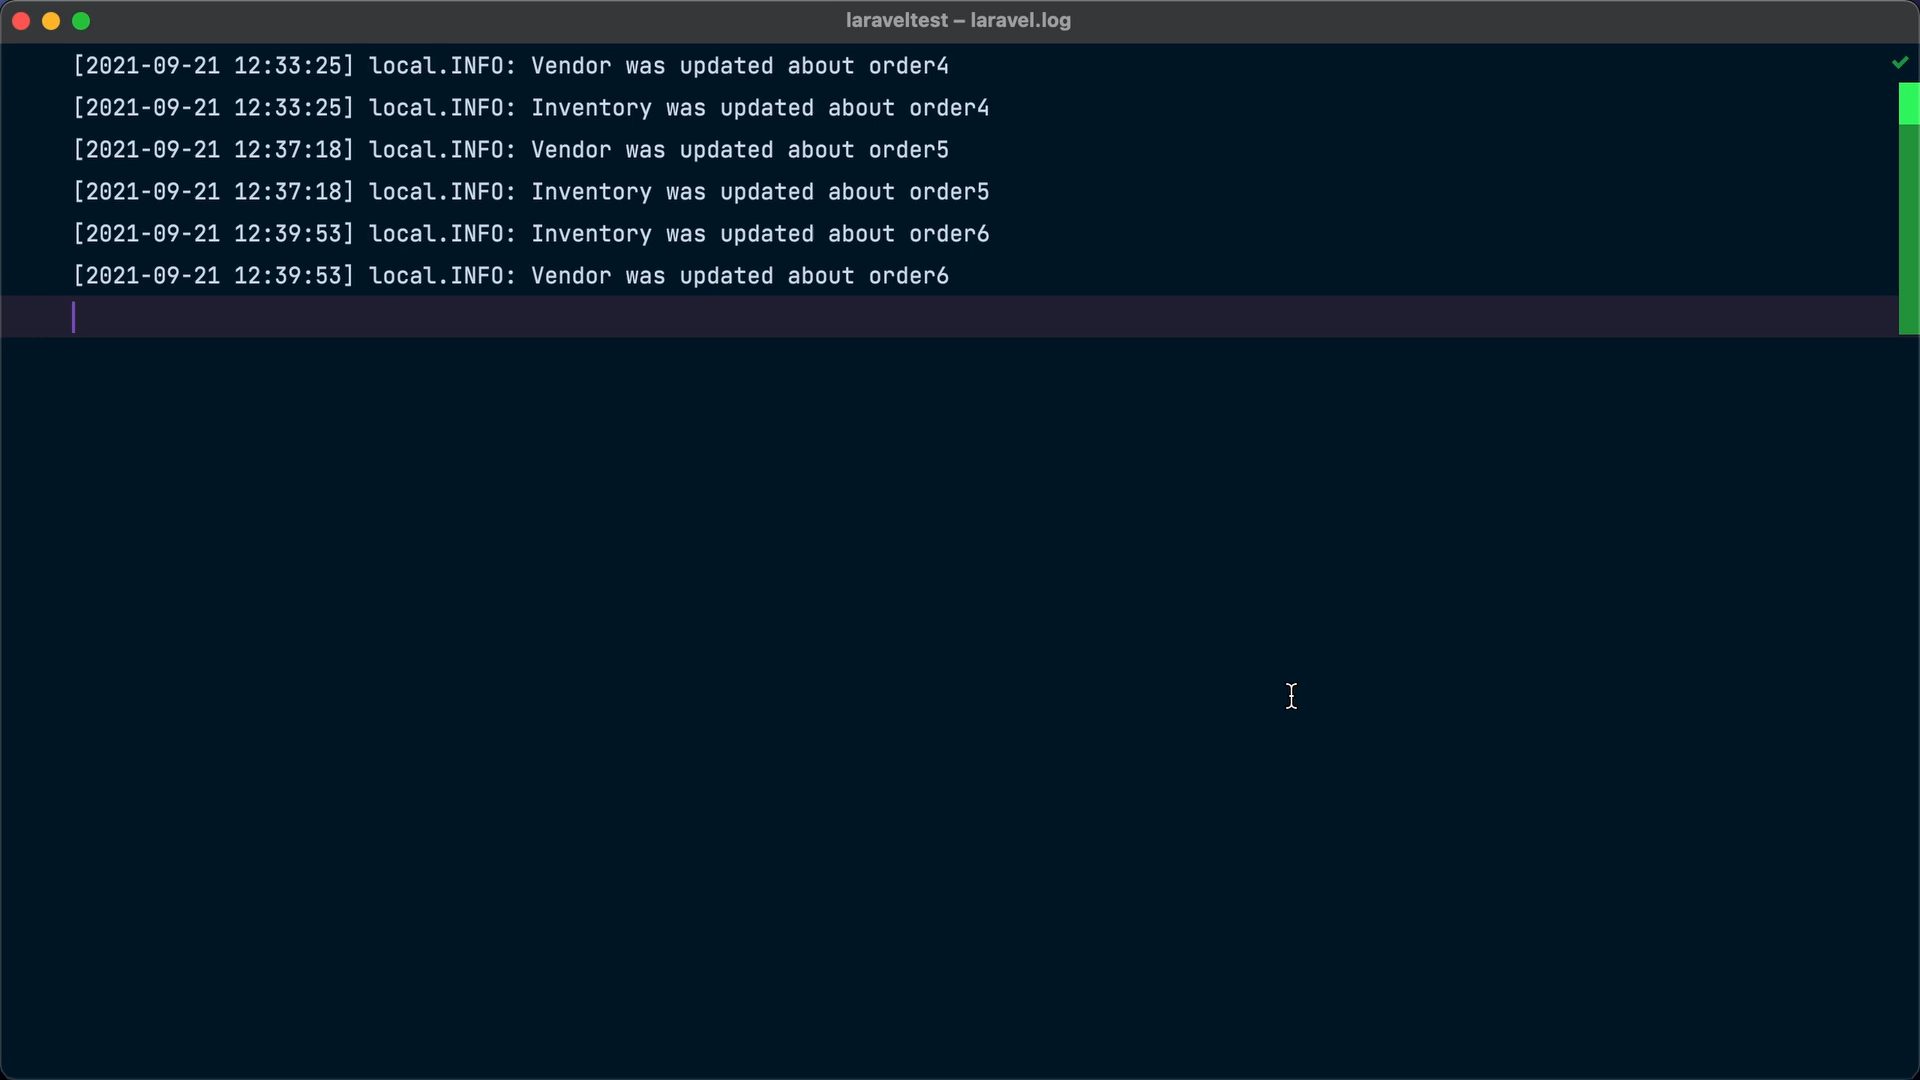 laraveltest – laravel.log
[2021-09-21 12:33:25] local.INFO: Vendor was updated about order4
[2021-09-21 12:33:25] local.INFO: Inventory was updated about order4
[2021-09-21 12:37:18] local.INFO: Vendor was updated about order5
[2021-09-21 12:37:18] local.INFO: Inventory was updated about order5
[2021-09-21 12:39:53] local.INFO: Inventory was updated about order6
[2021-09-21 12:39:53] local.INFO: Vendor was updated about order6